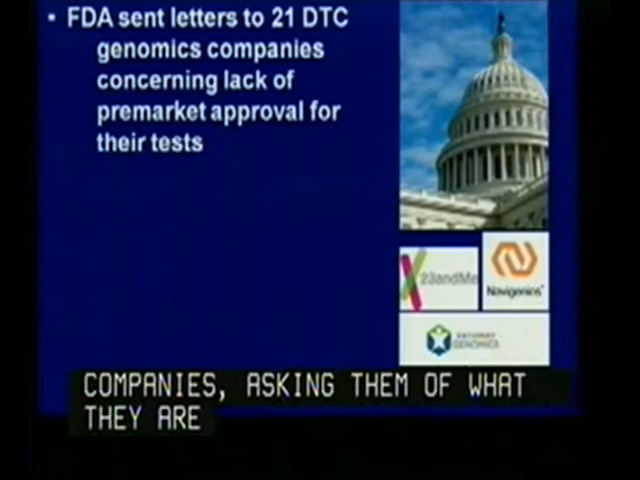 ▪ FDA sent letters to 21 DTC
genomics companies
concerning lack of
premarket approval for
their tests
23andMe
Navigenics
GENOMICS
COMPANIES, ASKING THEM OF WHAT
THEY ARE